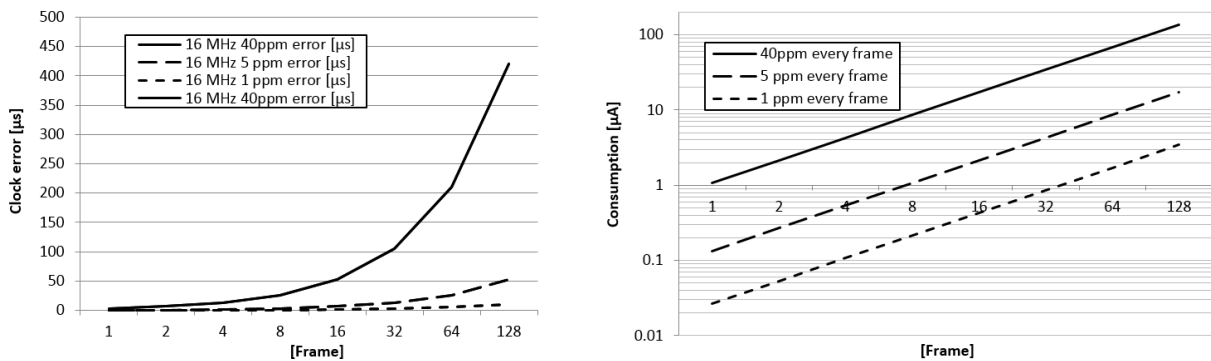 500
450
400
350
300
250
200
150
100
50
0
Clock error [µs]
16 MHz 40ppm error [µs]
16 MHz 5 ppm error [µs]
16 MHz 1 ppm error [µs]
16 MHz 40ppm error [µs]
1 2 4 8 16 32 64 128
[Frame]
100
10
1
0.1
0.01
Consumption [µA]
40ppm every frame
5 ppm every frame
1 ppm every frame
1 2 4 8 16 32 64 128
[Frame]